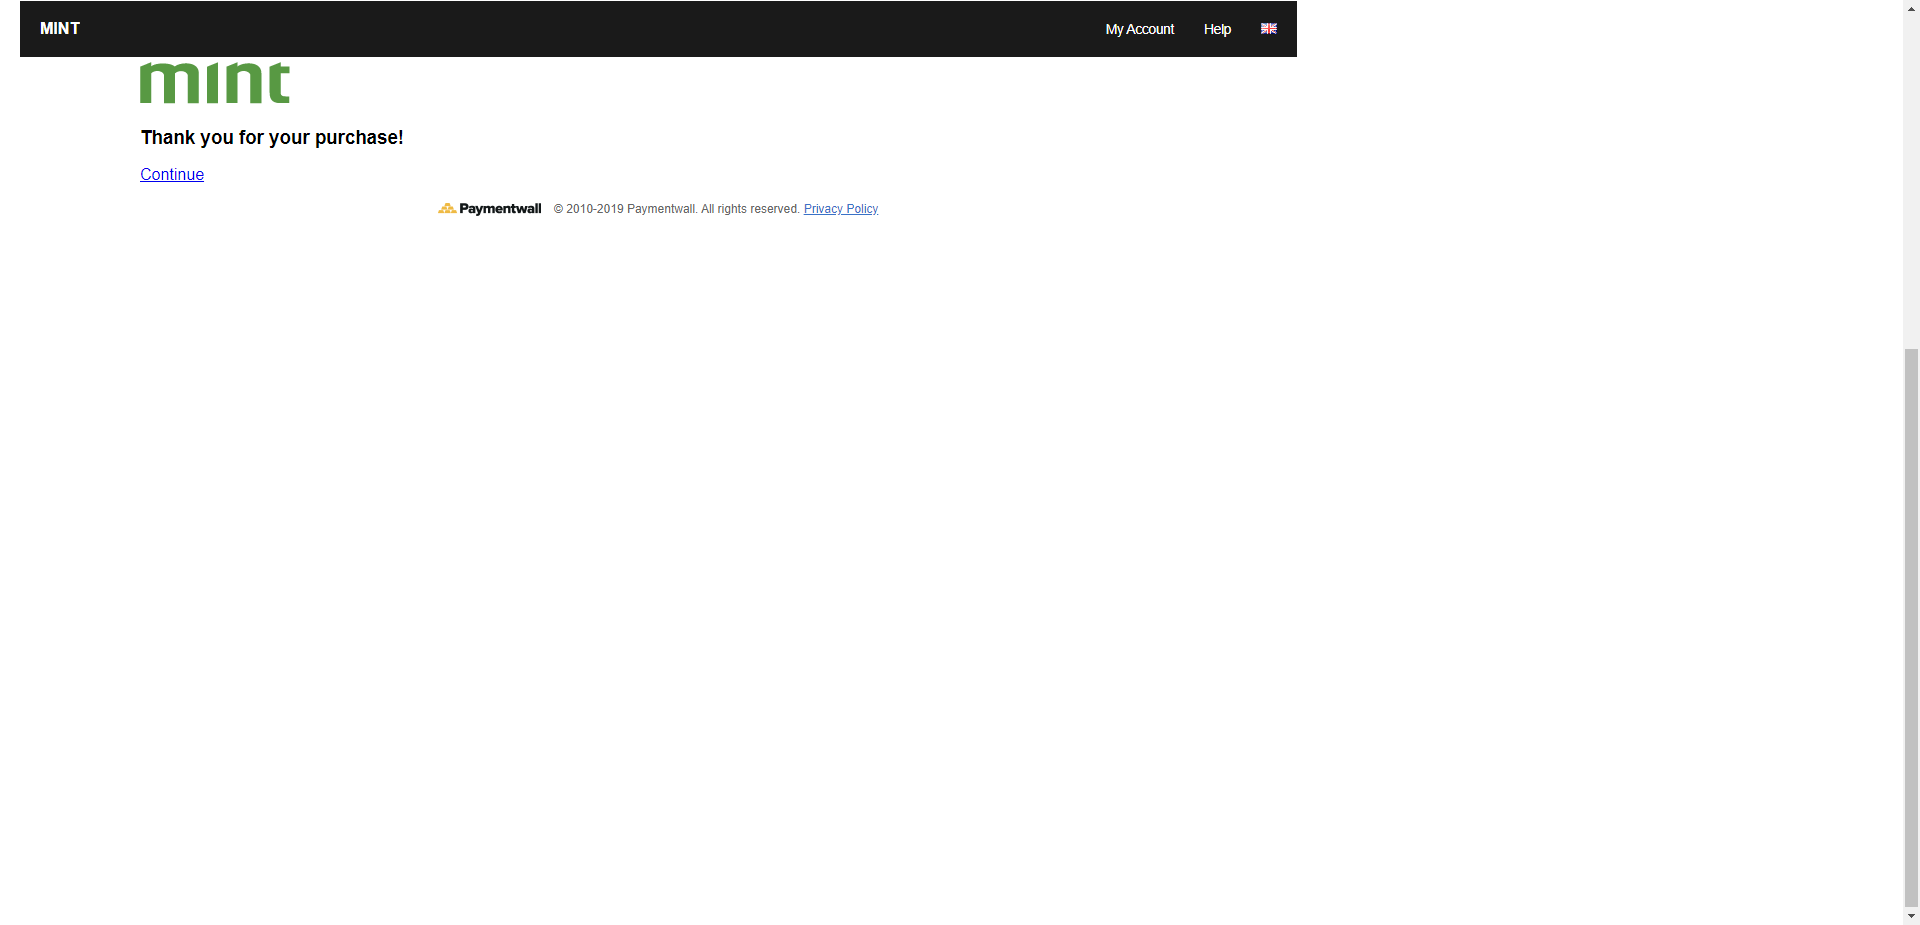 MINT My Account Help
mint
Thank you for your purchase!
Continue
Paymentwall © 2010-2019 Paymentwall. All rights reserved. Privacy Policy